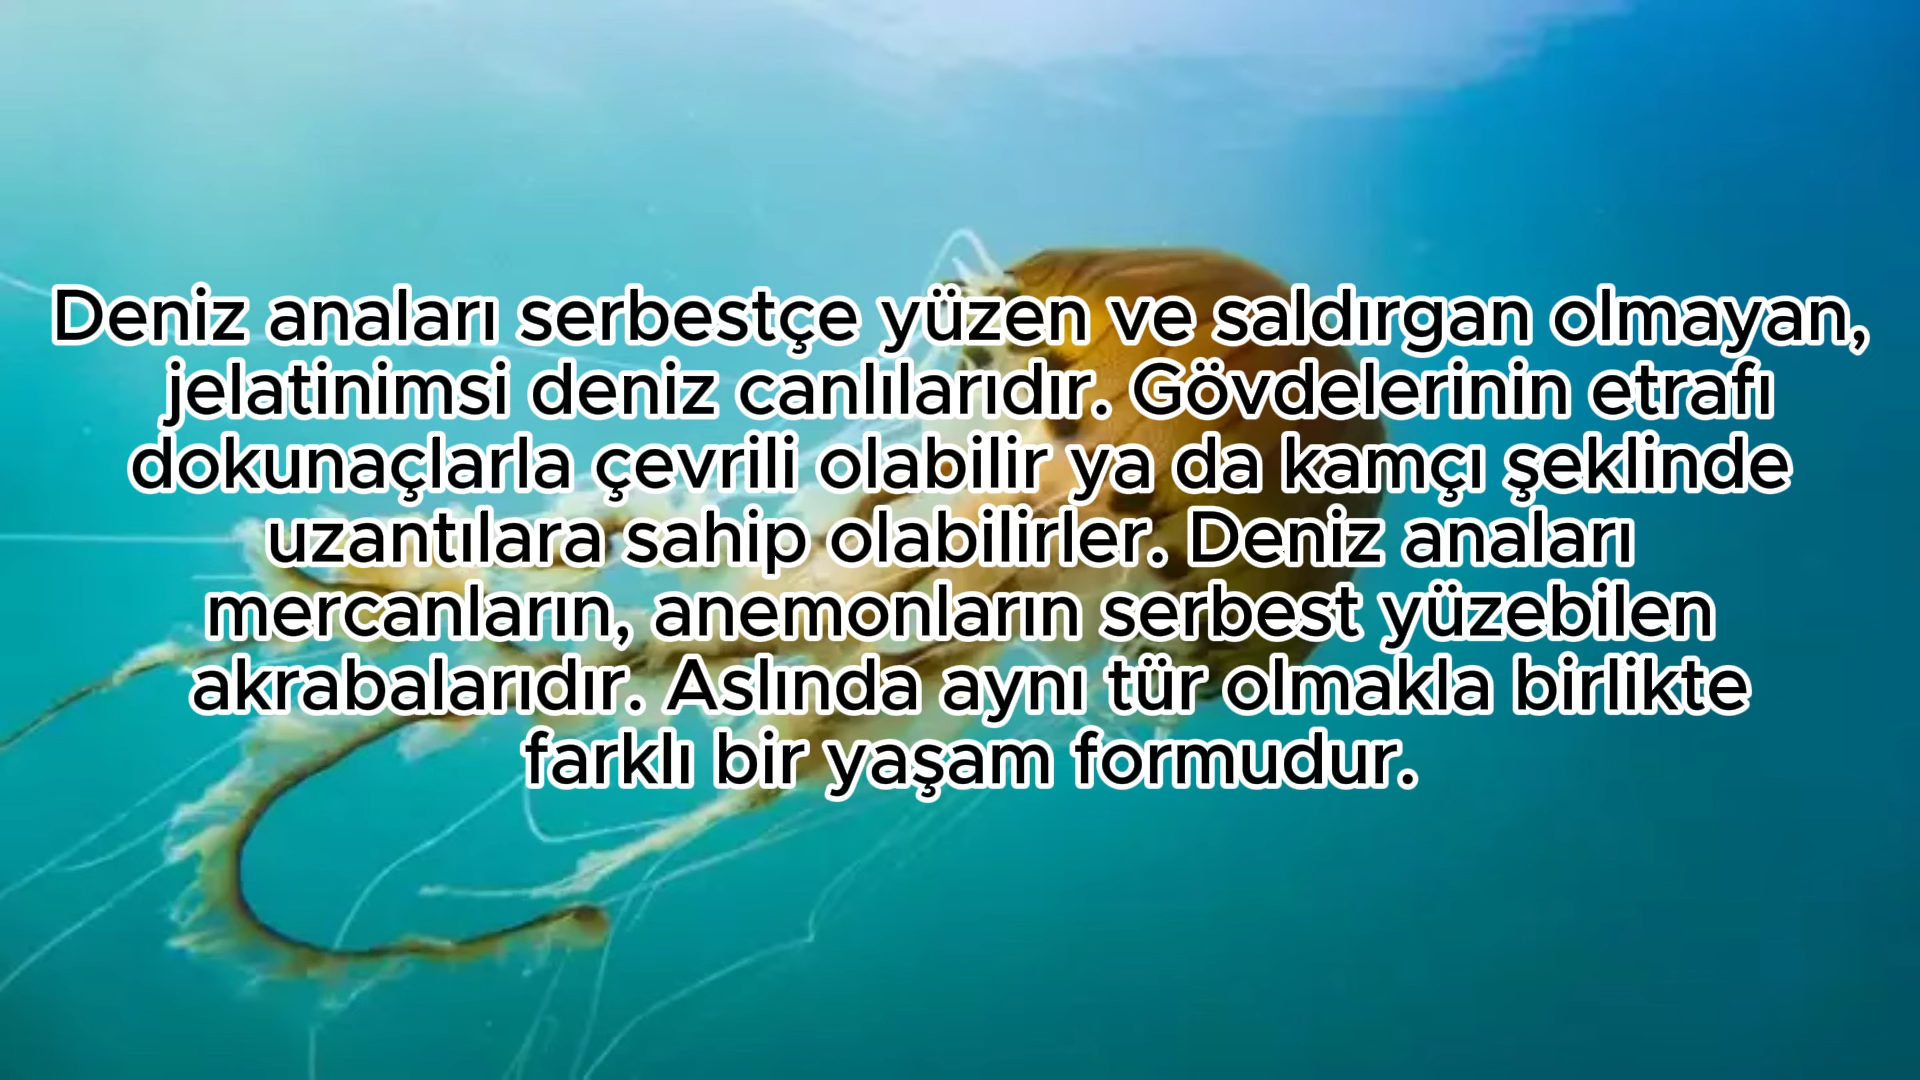 Deniz anaları serbestçe yüzen ve saldırgan olmayan,
jelatinimsi deniz canlılarıdır. Gövdelerinin etrafı
dokunaçlarla çevrili olabilir ya da kamçı şeklinde
uzantılara sahip olabilirler. Deniz anaları
mercanların, anemonların serbest yüzebilen
akrabalarıdır. Aslında aynı tür olmakla birlikte
farklı bir yaşam formudur.